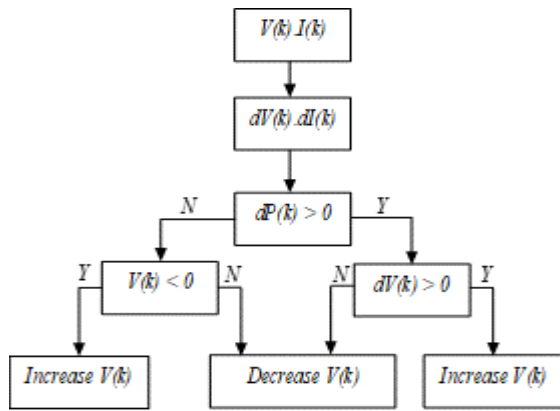 V(k) .I(k)
dV(k) .dI(k)
N
dP(k) > 0
Y
Y
V(k) < 0
N
N
dV(k) > 0
Y
Increase V(k)
Decrease V(k)
Increase V(k)